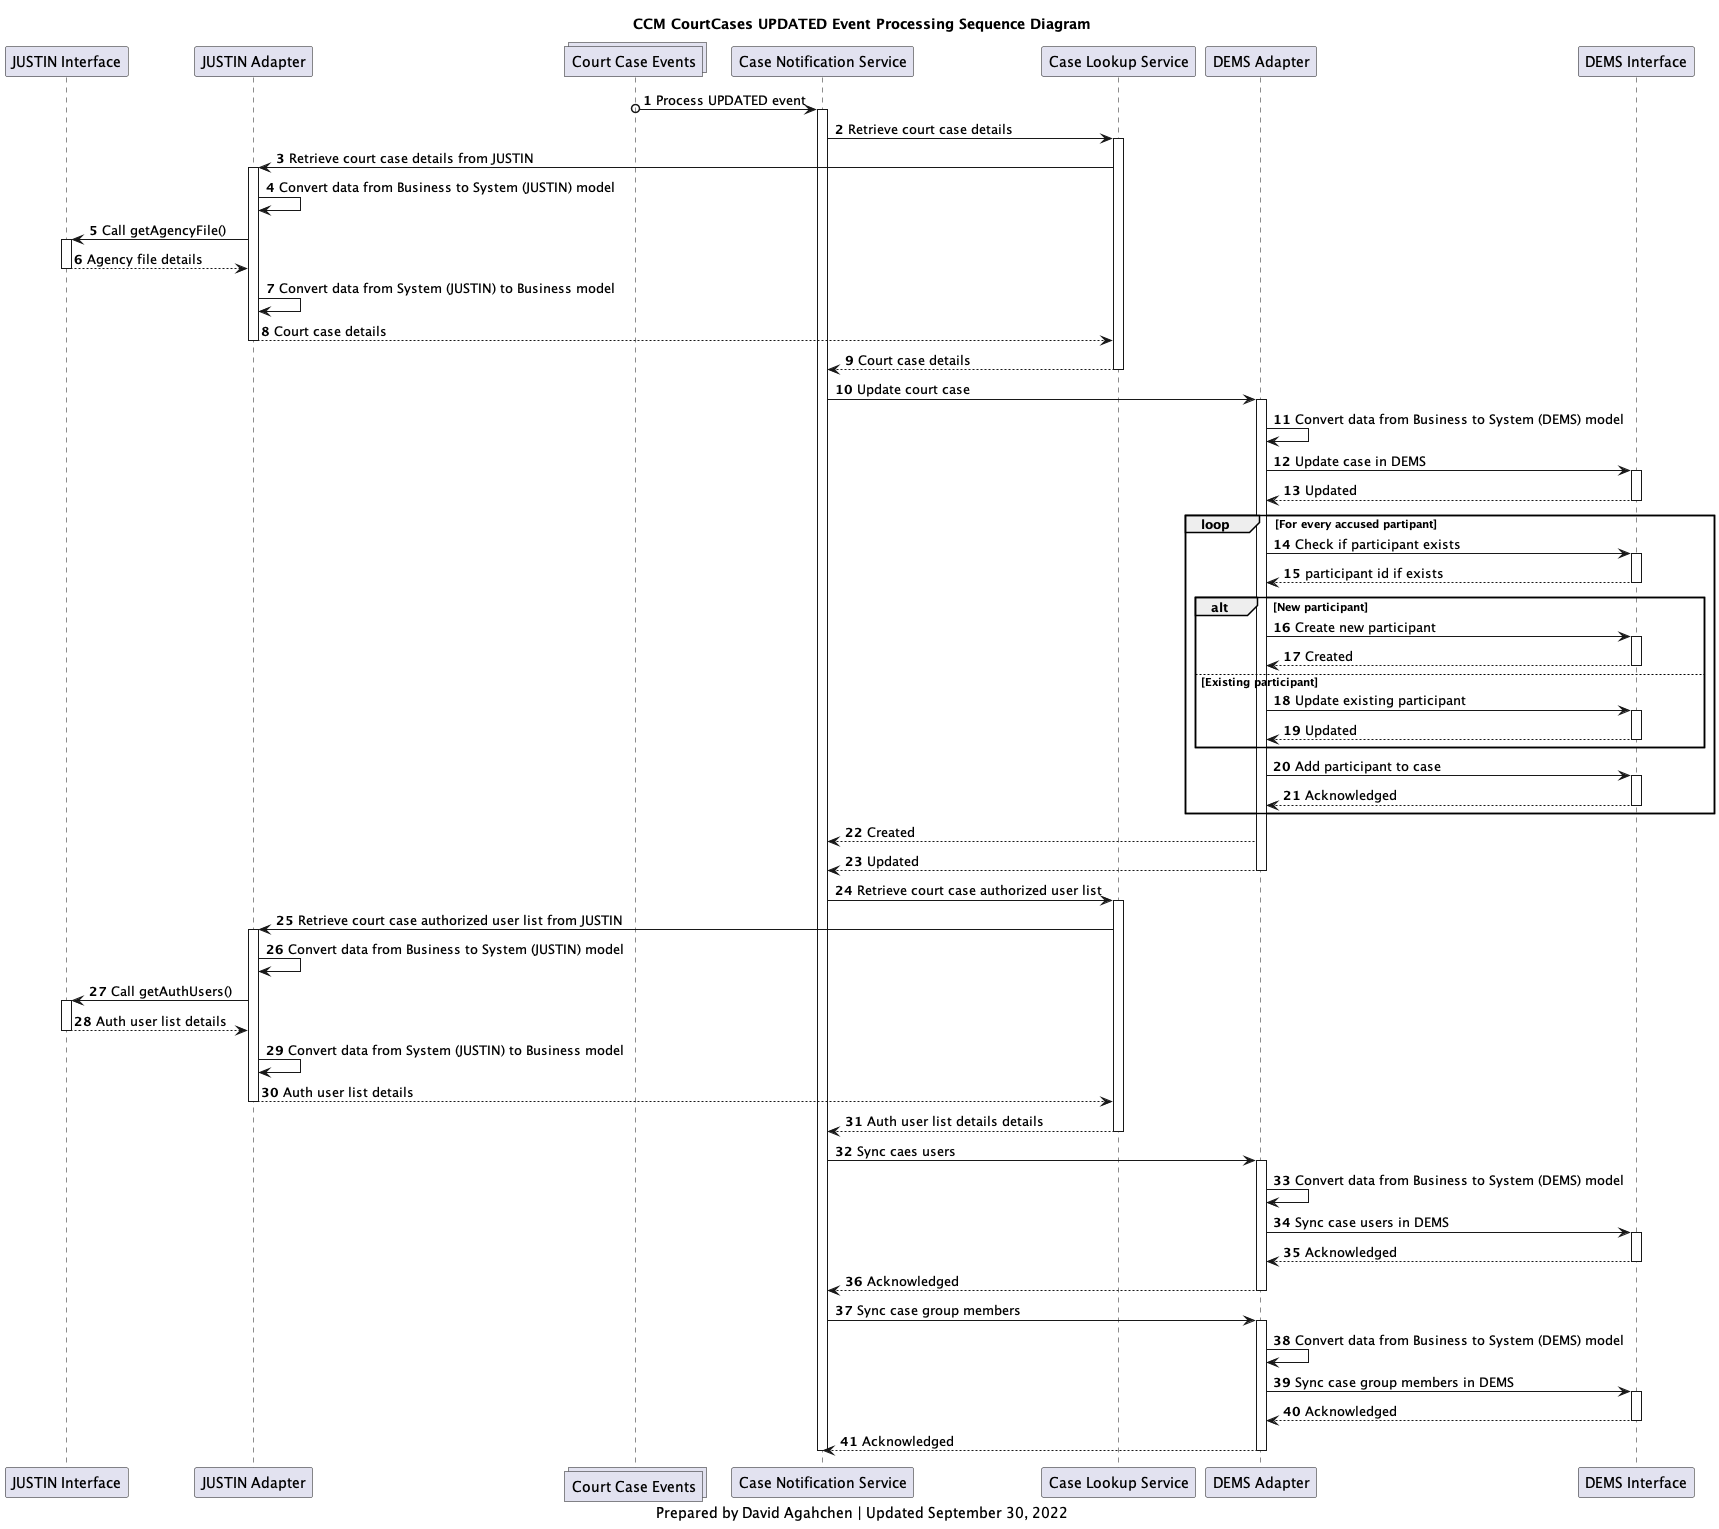 CCM CourtCases UPDATED Event Processing Sequence Diagram
JUSTIN Interface
JUSTIN Adapter
Court Case Events
Case Notification Service
Case Lookup Service
DEMS Adapter
DEMS Interface
1 Process UPDATED event
2 Retrieve court case details
3 Retrieve court case details from JUSTIN
4 Convert data from Business to System (JUSTIN) model
5 Call getAgencyFile()
6 Agency file details
7 Convert data from System (JUSTIN) to Business model
8 Court case details
9 Court case details
10 Update court case
11 Convert data from Business to System (DEMS) model
12 Update case in DEMS
13 Updated
loop [For every accused partipant]
14 Check if participant exists
15 participant id if exists
alt [New participant]
16 Create new participant
17 Created
[Existing participant]
18 Update existing participant
19 Updated
20 Add participant to case
21 Acknowledged
22 Created
23 Updated
24 Retrieve court case authorized user list
25 Retrieve court case authorized user list from JUSTIN
26 Convert data from Business to System (JUSTIN) model
27 Call getAuthUsers()
28 Auth user list details
29 Convert data from System (JUSTIN) to Business model
30 Auth user list details
31 Auth user list details details
32 Sync caes users
33 Convert data from Business to System (DEMS) model
34 Sync case users in DEMS
35 Acknowledged
36 Acknowledged
37 Sync case group members
38 Convert data from Business to System (DEMS) model
39 Sync case group members in DEMS
40 Acknowledged
41 Acknowledged
JUSTIN Interface
JUSTIN Adapter
Court Case Events
Case Notification Service
Case Lookup Service
DEMS Adapter
DEMS Interface
Prepared by David Agahchen | Updated September 30, 2022